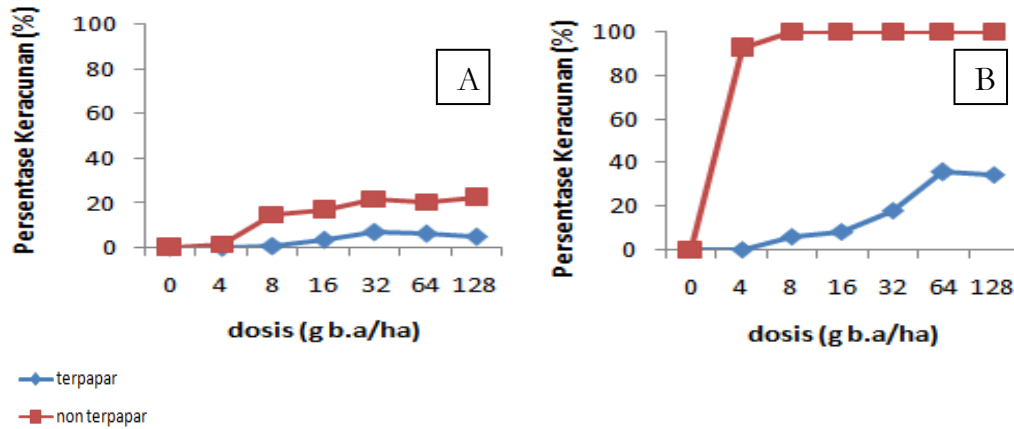 Persentase Keracunan (%)
100
80
60
40
20
0
A
0 4 8 16 32 64 128
dosis (g b.a/ha)
Persentase Keracunan (%)
100
80
60
40
20
0
B
0 4 8 16 32 64 128
dosis (g b.a/ha)
terpapar
non terpapar